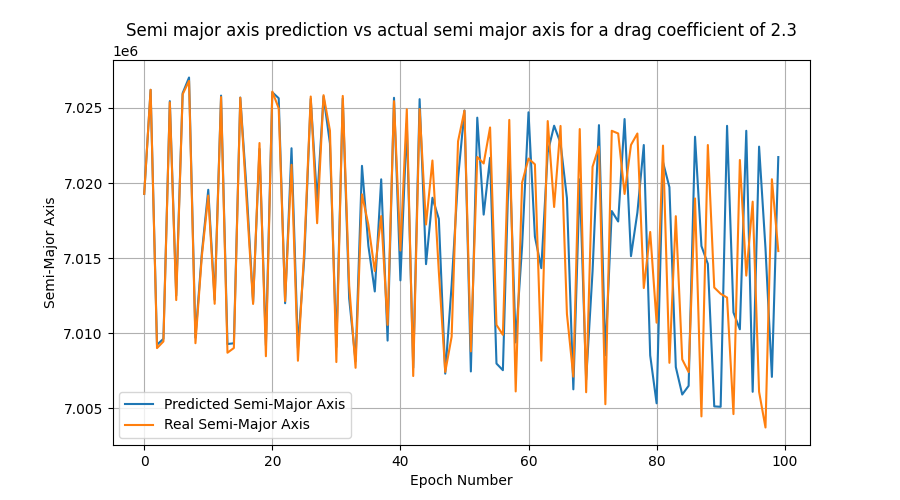 Semi major axis prediction vs actual semi major axis for a drag coefficient of 2.3
1e6
7.025
7.020
7.015
7.010
7.005
Semi-Major Axis
Predicted Semi-Major Axis
Real Semi-Major Axis
0 20 40 60 80 100
Epoch Number